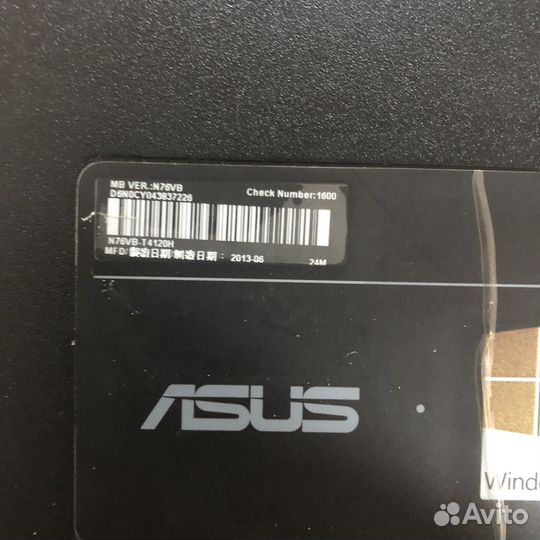 MB VER.:N76VB
D6N0CY043837226
Check Number:1600
N76VB-T4120H
MFD/製造日期/制造日期： 2013-06 24M
ASUS
Windo
Avito